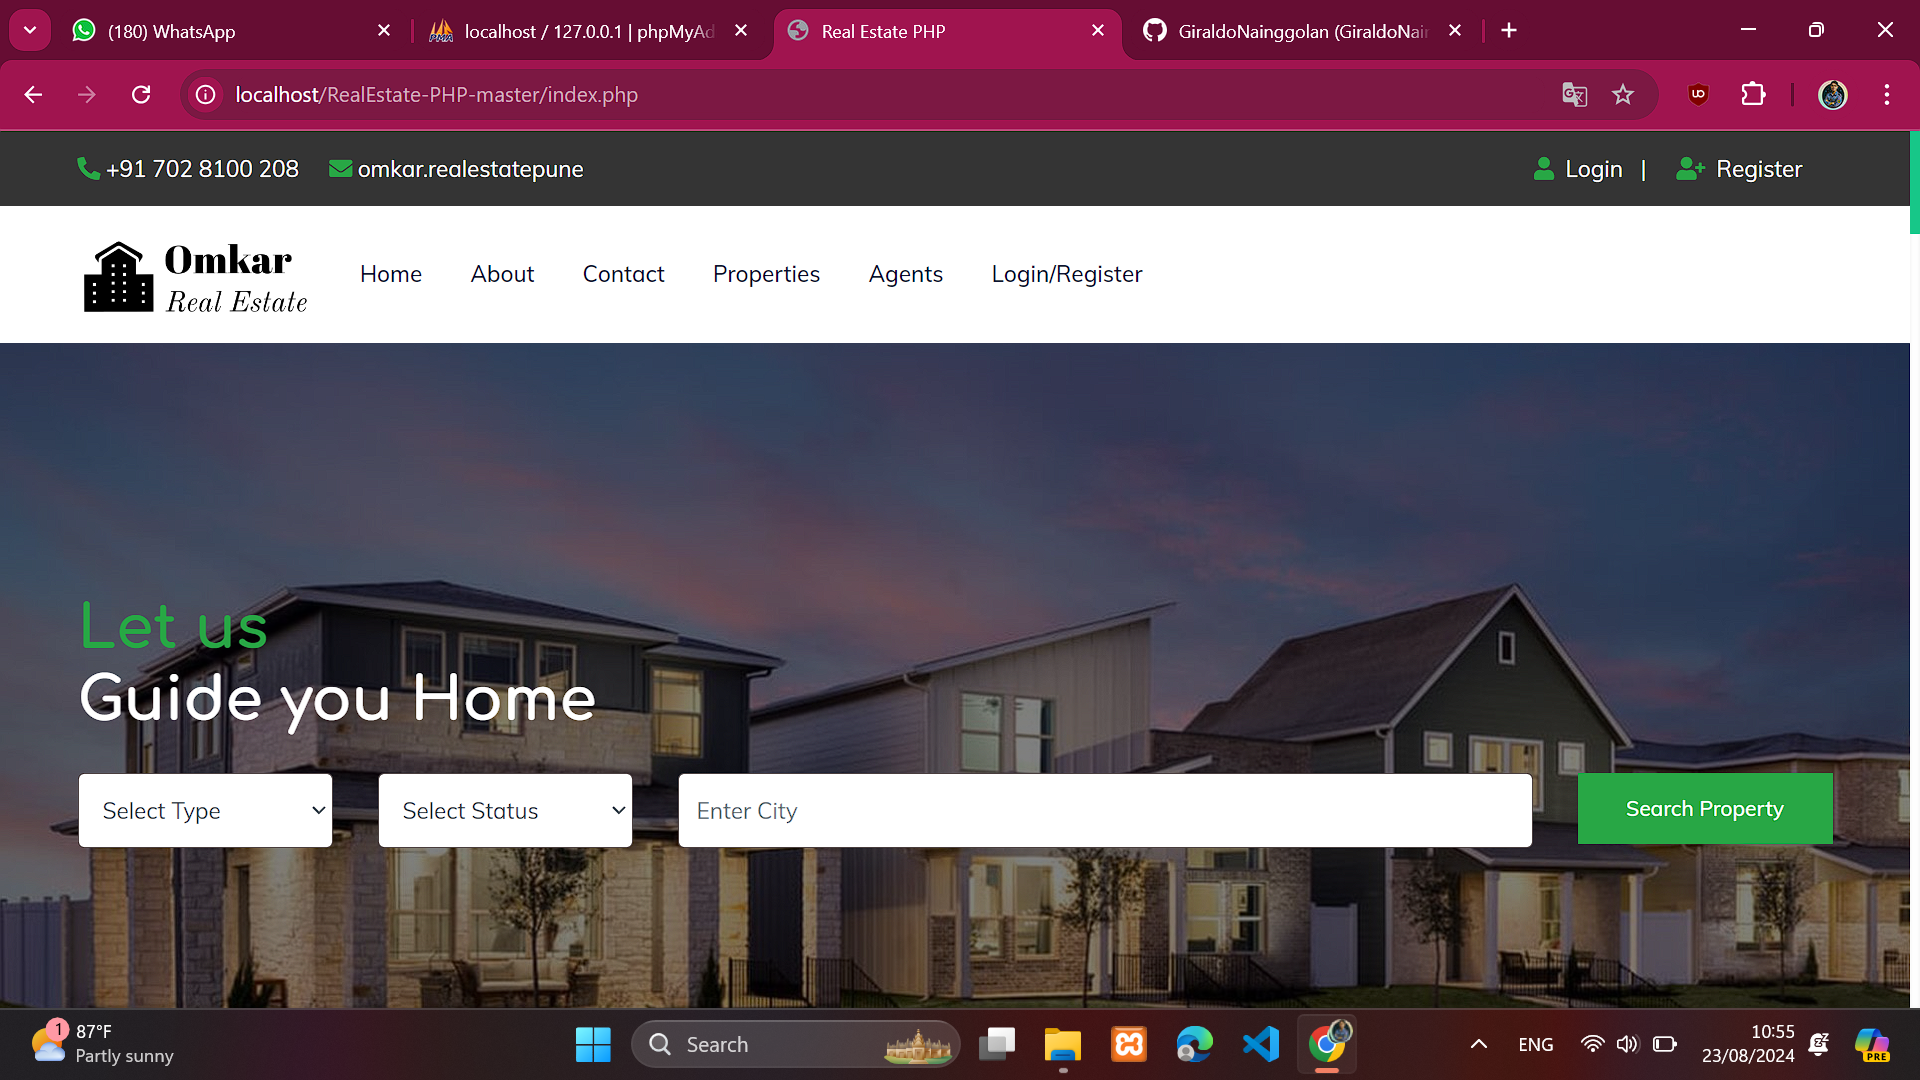 (180) WhatsApp
localhost / 127.0.0.1 | phpMyAd
Real Estate PHP
GiraldoNainggolan (GiraldoNain
localhost/RealEstate-PHP-master/index.php
+91 702 8100 208
omkar.realestatepune
Login |
Register
Omkar
Real Estate
Home
About
Contact
Properties
Agents
Login/Register
Let us
Guide you Home
Select Type
Select Status
Enter City
Search Property
1
87°F
Partly sunny
Search
ENG
10:55
23/08/2024
PRE